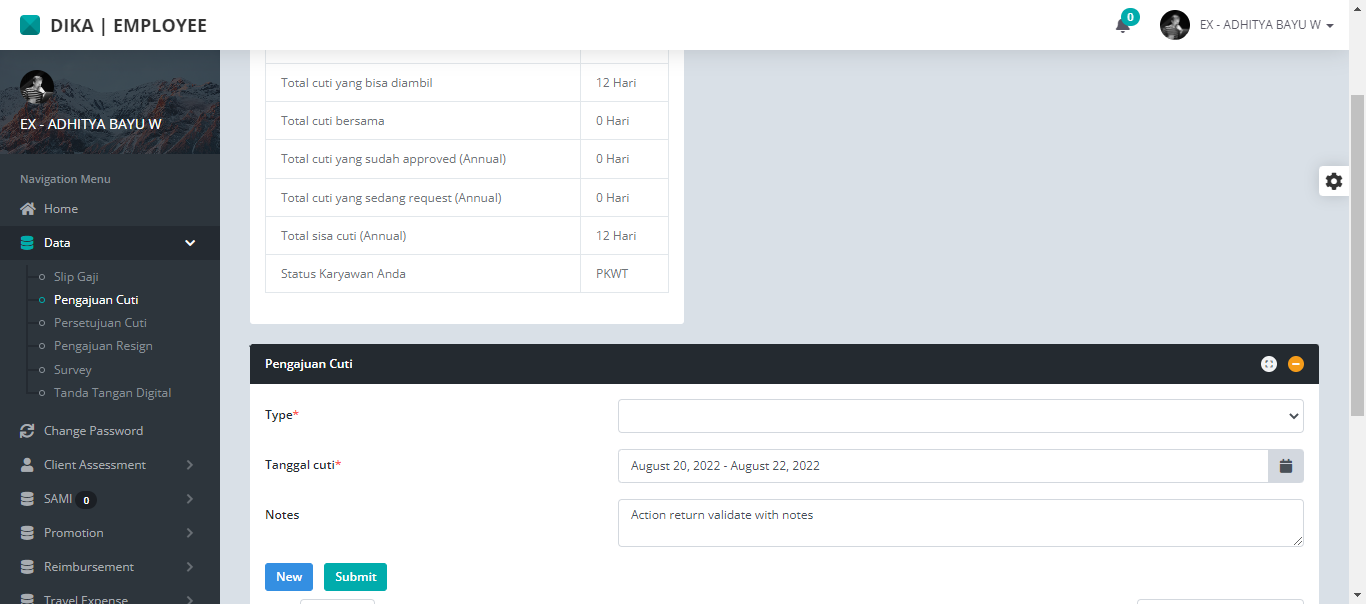 DIKA | EMPLOYEE
0
EX - ADHITYA BAYU W
EX - ADHITYA BAYU W
Navigation Menu
Home
Data
Slip Gaji
Pengajuan Cuti
Persetujuan Cuti
Pengajuan Resign
Survey
Tanda Tangan Digital
Change Password
Client Assessment
SAMI 0
Promotion
Reimbursement
Travel Expense
Total cuti yang bisa diambil 12 Hari
Total cuti bersama 0 Hari
Total cuti yang sudah approved (Annual) 0 Hari
Total cuti yang sedang request (Annual) 0 Hari
Total sisa cuti (Annual) 12 Hari
Status Karyawan Anda PKWT
Pengajuan Cuti
Type*
Tanggal cuti* August 20, 2022 - August 22, 2022
Notes Action return validate with notes
New Submit